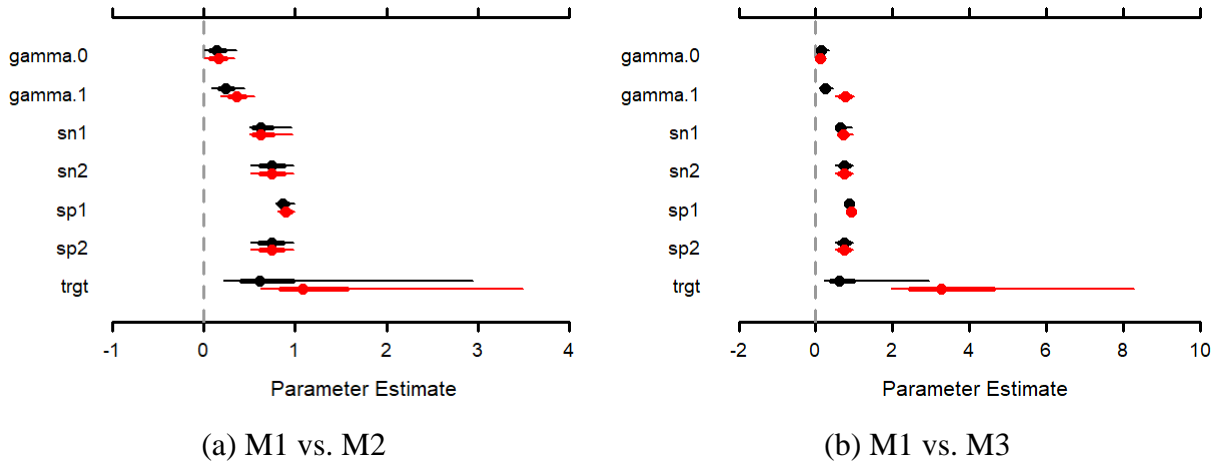 gamma.0
gamma.1
sn1
sn2
sp1
sp2
trgt
-1 0 1 2 3 4
Parameter Estimate
(a) M1 vs. M2
gamma.0
gamma.1
sn1
sn2
sp1
sp2
trgt
-2 0 2 4 6 8 10
Parameter Estimate
(b) M1 vs. M3